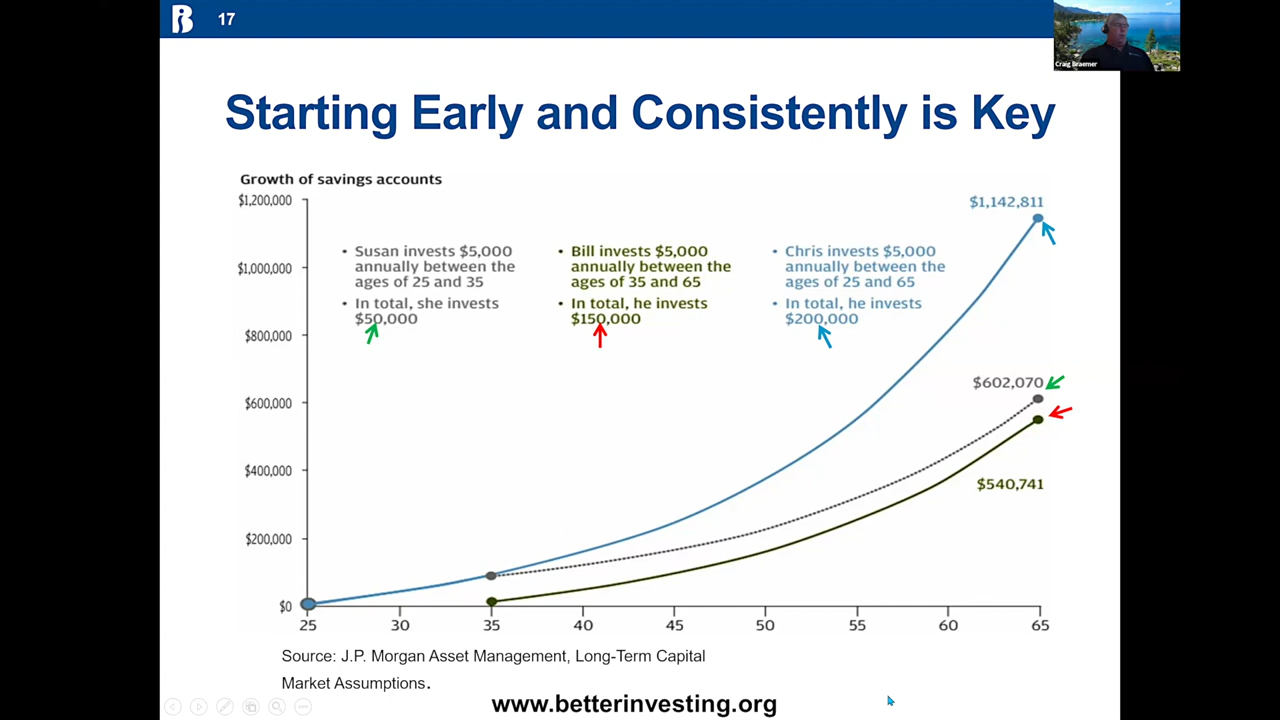 17
Craig Braemer
Starting Early and Consistently is Key
Growth of savings accounts
$1,200,000
$1,000,000
$800,000
$600,000
$400,000
$200,000
$0
• Susan invests $5,000
annually between the
ages of 25 and 35
• In total, she invests
$50,000
• Bill invests $5,000
annually between the
ages of 35 and 65
• In total, he invests
$150,000
• Chris invests $5,000
annually between the
ages of 25 and 65
• In total, he invests
$200,000
$1,142,811
$602,070
$540,741
25 30 35 40 45 50 55 60 65
Source: J.P. Morgan Asset Management, Long-Term Capital
Market Assumptions.
www.betterinvesting.org